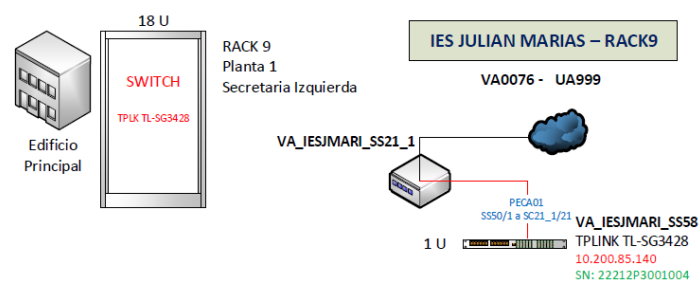 18 U
SWITCH
TPLK TL-SG3428
RACK 9
Planta 1
Secretaria Izquierda
Edificio
Principal
IES JULIAN MARIAS – RACK9
VA0076 - UA999
VA_IESJMARI_SS21_1
PECA01
SS50/1 a SC21_1/21
1 U
VA_IESJMARI_SS58
TPLINK TL-SG3428
10.200.85.140
SN: 22212P3001004